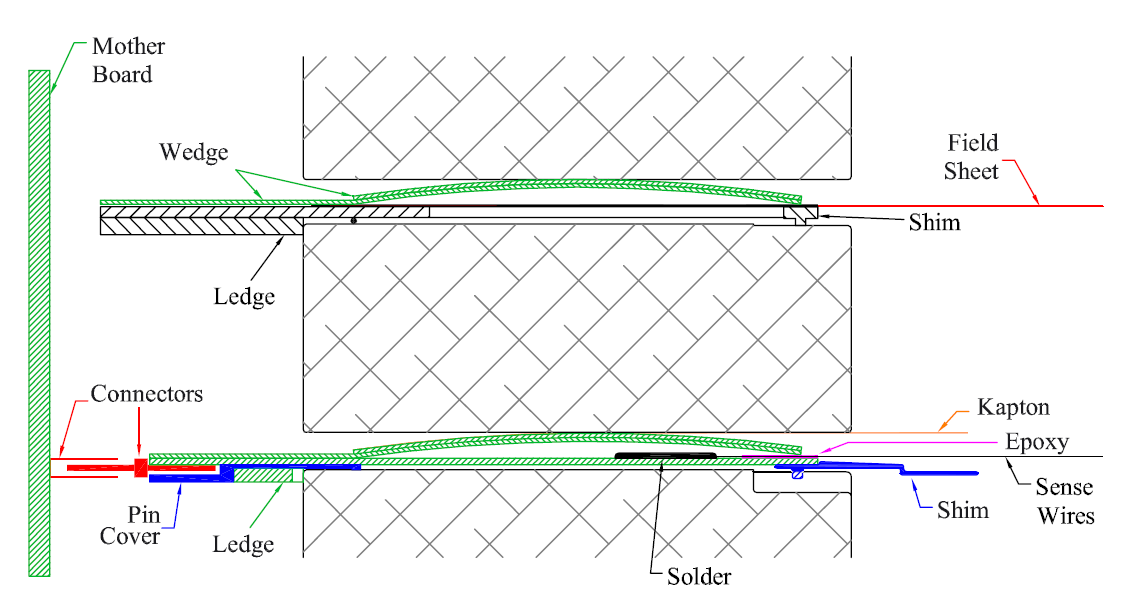 Mother
Board
Wedge
Field
Sheet
Shim
Ledge
Connectors
Kapton
Epoxy
Pin
Cover
Ledge
Shim
Sense
Wires
Solder